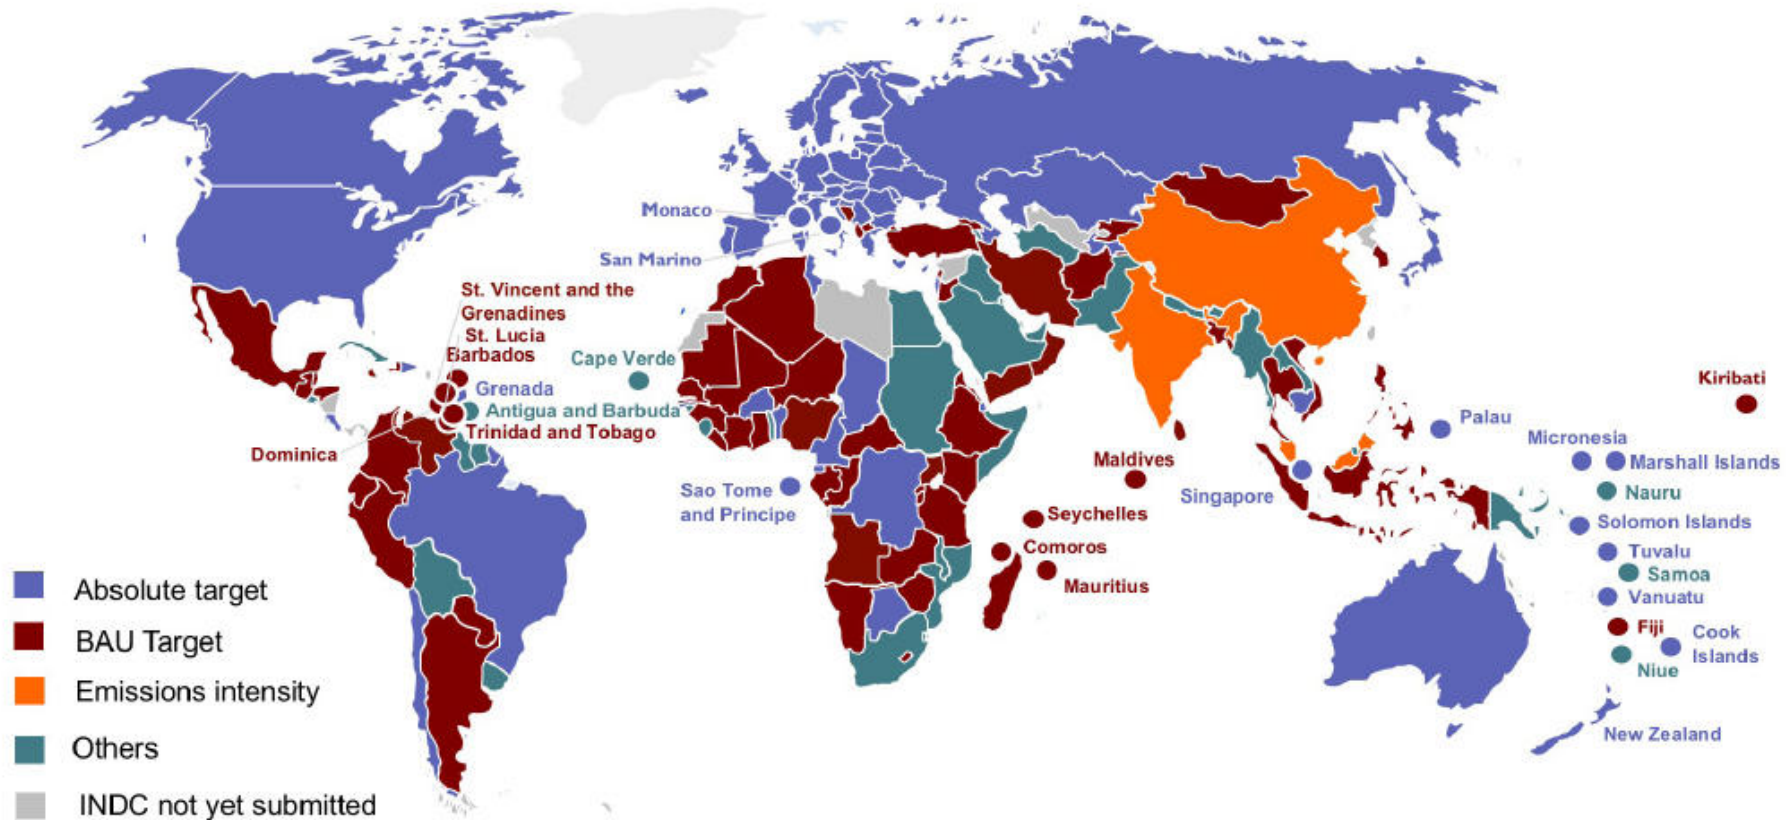 Monaco
San Marino
St. Vincent and the
Grenadines
St. Lucia
Barbados
Cape Verde
Grenada
Antigua and Barbuda
Trinidad and Tobago
Dominica
Kiribati
Palau
Micronesia
Marshall Islands
Maldives
Singapore
Nauru
Sao Tome
and Principe
Seychelles
Solomon Islands
Comoros
Tuvalu
Samoa
Mauritius
Vanuatu
Fiji
Cook
Islands
Niue
New Zealand
Absolute target
BAU Target
Emissions intensity
Others
INDC not yet submitted